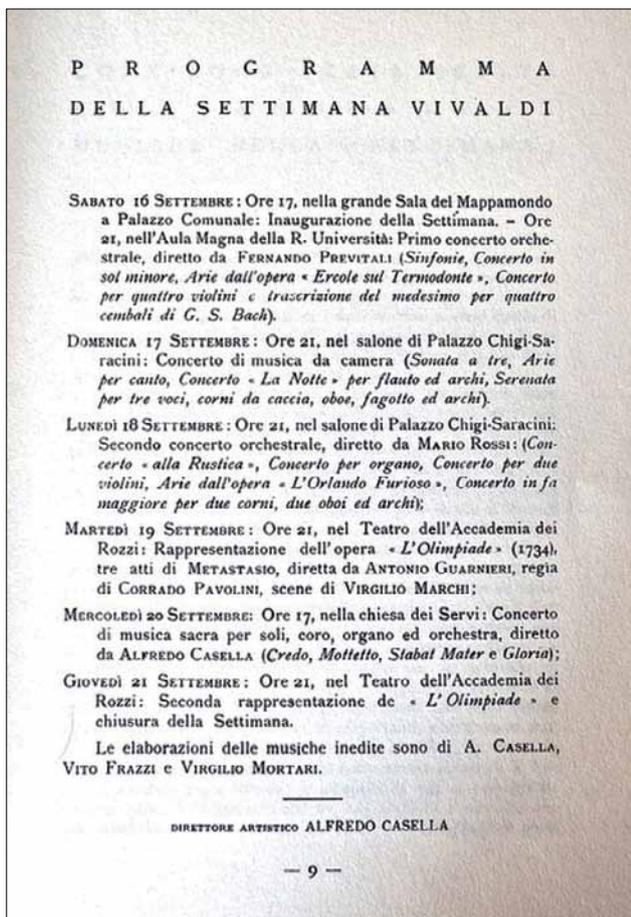 PROGRAMMA
DELLA SETTIMANA VIVALDI
SABATO 16 SETTEMBRE: Ore 17, nella grande Sala del Mappamondo
a Palazzo Comunale: Inaugurazione della Settimana. – Ore
21, nell'Aula Magna della R. Università: Primo concerto orche-
strale, diretto da FERNANDO PREVITALI (Sinfonie, Concerto in
sol minore, Arie dall'opera « Ercole sul Termodonte », Concerto
per quattro violini e trascrizione del medesimo per quattro
cembali di G. S. Bach).
DOMENICA 17 SETTEMBRE: Ore 21, nel salone di Palazzo Chigi-Sa-
racini: Concerto di musica da camera (Sonata a tre, Arie
per canto, Concerto « La Notte » per flauto ed archi, Serenata
per tre voci, corni da caccia, oboe, fagotto ed archi).
LUNEDÌ 18 SETTEMBRE: Ore 21, nel salone di Palazzo Chigi-Saracini:
Secondo concerto orchestrale, diretto da MARIO ROSSI: (Con-
certo « alla Rustica », Concerto per organo, Concerto per due
violini, Arie dall'opera « L'Orlando Furioso », Concerto in fa
maggiore per due corni, due oboi ed archi);
MARTEDÌ 19 SETTEMBRE: Ore 21, nel Teatro dell'Accademia dei
Rozzi: Rappresentazione dell'opera « L'Olimpiade » (1734),
tre atti di METASTASIO, diretta da ANTONIO GUARNIERI, regìa
di CORRADO PAVOLINI, scene di VIRGILIO MARCHI;
MERCOLEDÌ 20 SETTEMBRE: Ore 17, nella chiesa dei Servi: Concerto
di musica sacra per soli, coro, organo ed orchestra, diretto
da ALFREDO CASELLA (Credo, Mottetto, Stabat Mater e Gloria);
GIOVEDÌ 21 SETTEMBRE: Ore 21, nel Teatro dell'Accademia dei
Rozzi: Seconda rappresentazione de « L'Olimpiade » e
chiusura della Settimana.
Le elaborazioni delle musiche inedite sono di A. CASELLA,
VITO FRAZZI e VIRGILIO MORTARI.
DIRETTORE ARTISTICO ALFREDO CASELLA
— 9 —